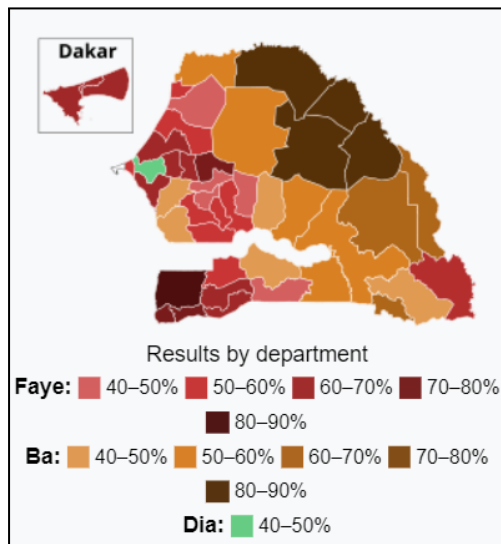 Dakar
Results by department
Faye: 40–50% 50–60% 60–70% 70–80%
80–90%
Ba: 40–50% 50–60% 60–70% 70–80%
80–90%
Dia: 40–50%